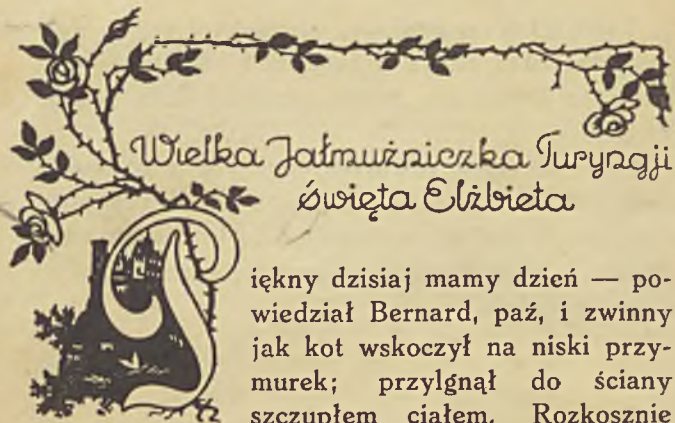 Wielka Jałmużniczka Turyngji
święta Elżbieta
Piękny dzisiaj mamy dzień — po-
wiedział Bernard, paź, i zwinny
jak kot wskoczył na niski przy-
murek; przylgnął do ściany
szczupłem ciałem. Rozkosznie